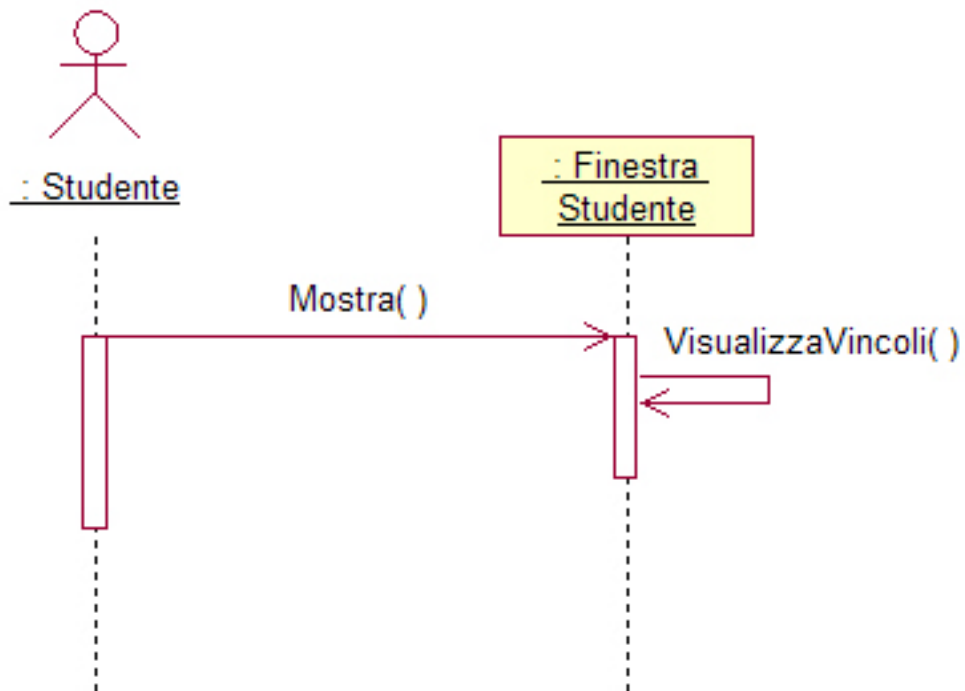 : Studente
: Finestra
Studente
Mostra( )
VisualizzaVincoli( )